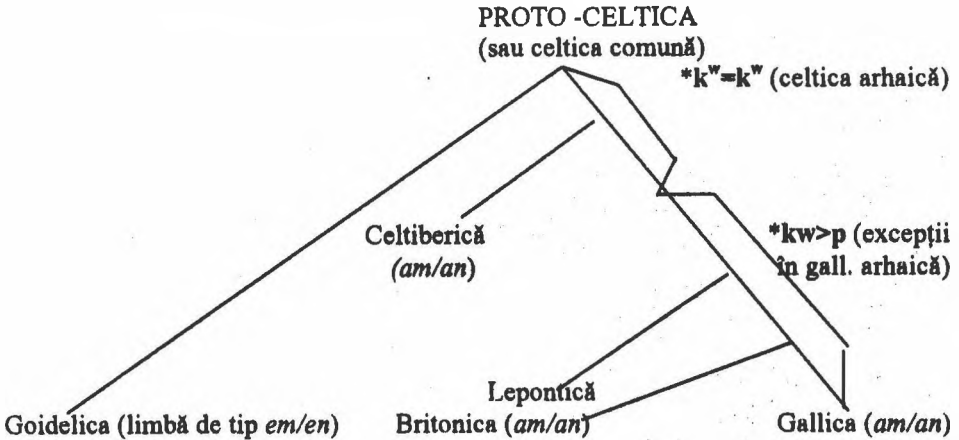 PROTO -CELTICA
(sau celtica comună)
*kʷ=kʷ (celtica arhaică)
Celtiberică
(am/an)
*kw>p (excepții
în gall. arhaică)
Lepontică
Goidelica (limbă de tip em/en)
Britonica (am/an)
Gallica (am/an)